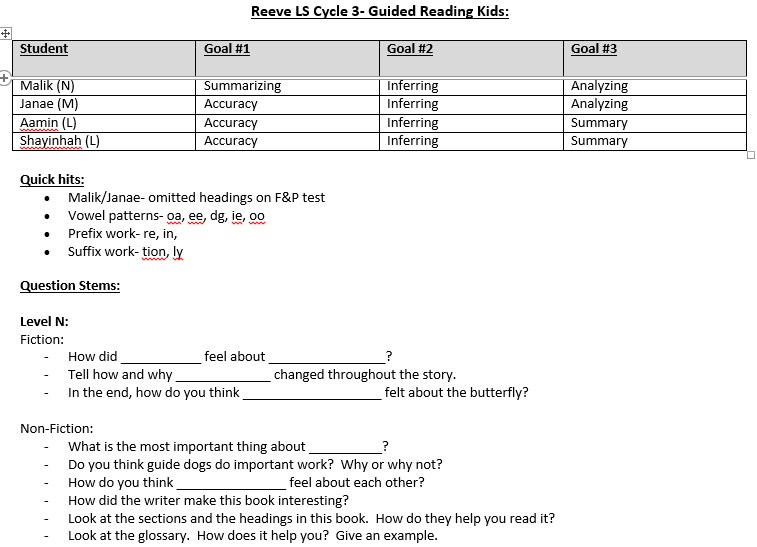 Reeve LS Cycle 3- Guided Reading Kids:
Student Goal #1 Goal #2 Goal #3
Malik (N) Summarizing Inferring Analyzing
Janae (M) Accuracy Inferring Analyzing
Aamin (L) Accuracy Inferring Summary
Shayinhah (L) Accuracy Inferring Summary
Quick hits:
• Malik/Janae- omitted headings on F&P test
• Vowel patterns- oa, ee, dg, ie, oo
• Prefix work- re, in,
• Suffix work- tion, ly
Question Stems:
Level N:
Fiction:
- How did ___________ feel about ________________?
- Tell how and why _____________ changed throughout the story.
- In the end, how do you think ___________________ felt about the butterfly?
Non-Fiction:
- What is the most important thing about __________?
- Do you think guide dogs do important work? Why or why not?
- How do you think _______________ feel about each other?
- How did the writer make this book interesting?
- Look at the sections and the headings in this book. How do they help you read it?
- Look at the glossary. How does it help you? Give an example.